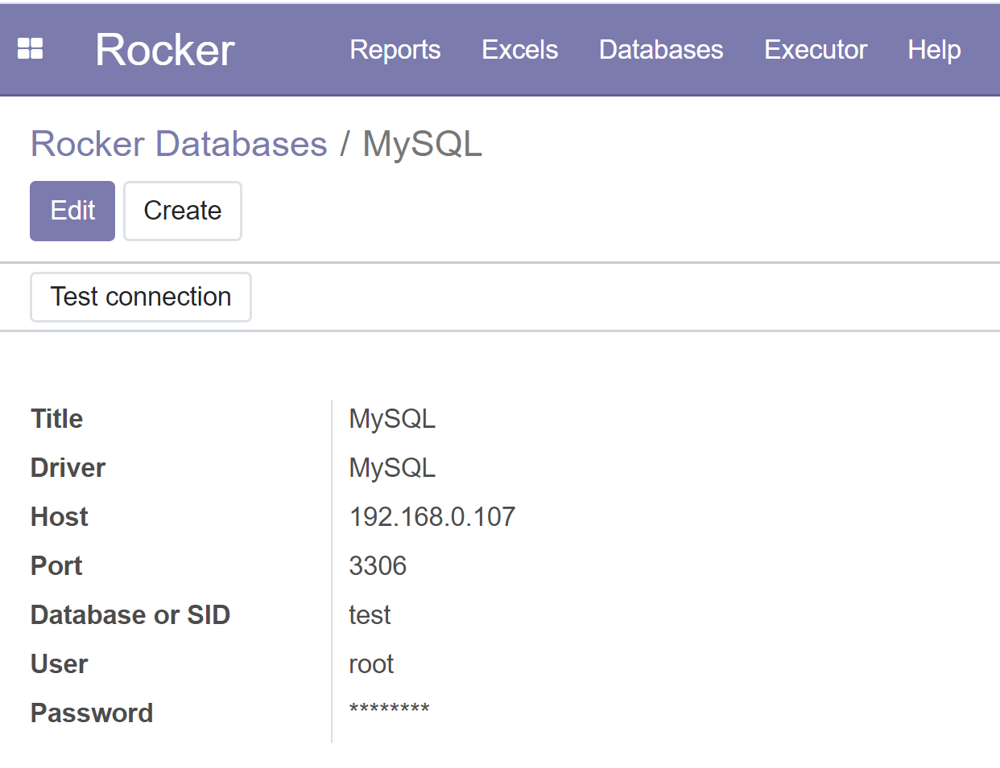 Rocker Reports Excels Databases Executor Help
Rocker Databases / MySQL
Edit Create
Test connection
Title MySQL
Driver MySQL
Host 192.168.0.107
Port 3306
Database or SID test
User root
Password ********